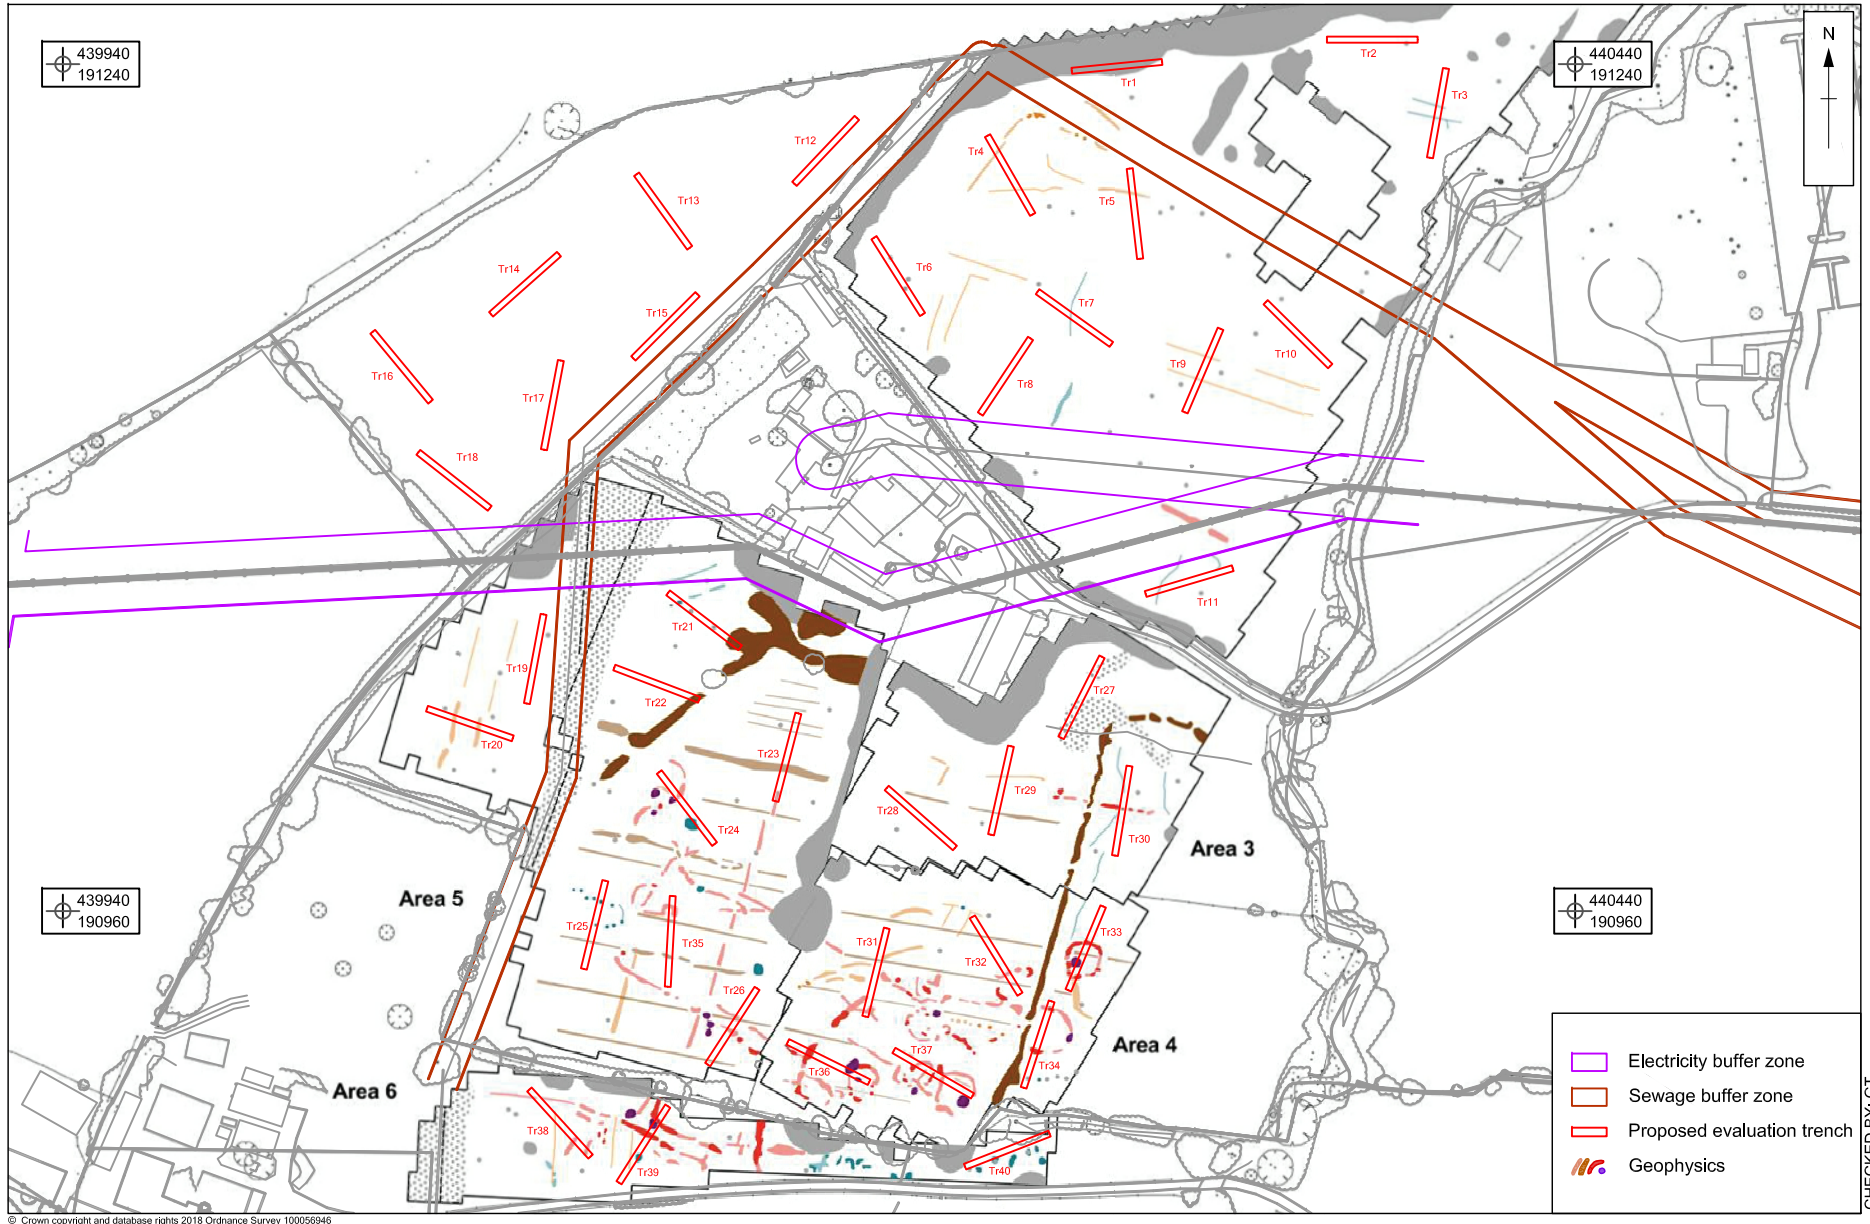 439940
191240
440440
191240
N
Tr2
Tr1
Tr3
Tr12
Tr4
Tr13
Tr5
Tr14
Tr6
Tr7
Tr15
Tr10
Tr9
Tr16
Tr8
Tr17
Tr18
Tr11
Tr21
Tr19
Tr27
Tr22
Tr20
Tr23
Tr29
Tr28
Tr24
Tr30
Area 3
439940
190960
Area 5
440440
190960
Tr25
Tr35
Tr31
Tr32
Tr33
Tr26
Area 4
Tr37
Tr36
Tr34
Area 6
Tr38
Tr39
Tr40
Electricity buffer zone
Sewage buffer zone
Proposed evaluation trench
Geophysics
CHECKED BY: CT
© Crown copyright and database rights 2018 Ordnance Survey 100056946